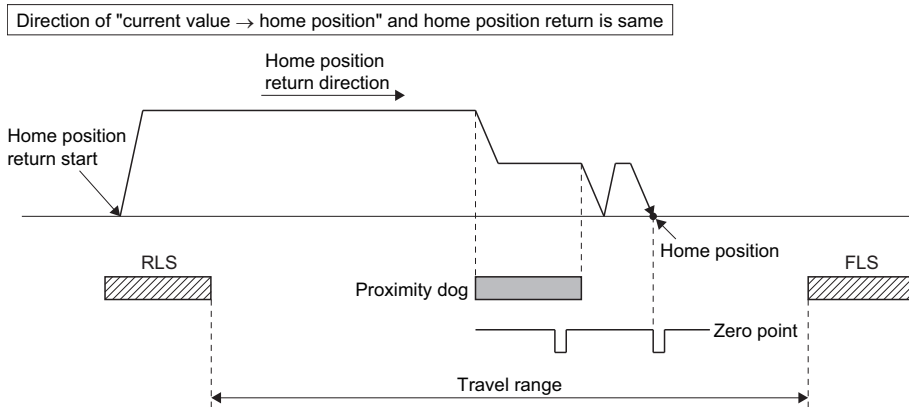 Direction of "current value → home position" and home position return is same
Home position
return direction
Home position
return start
Home position
RLS
FLS
Proximity dog
Zero point
Travel range